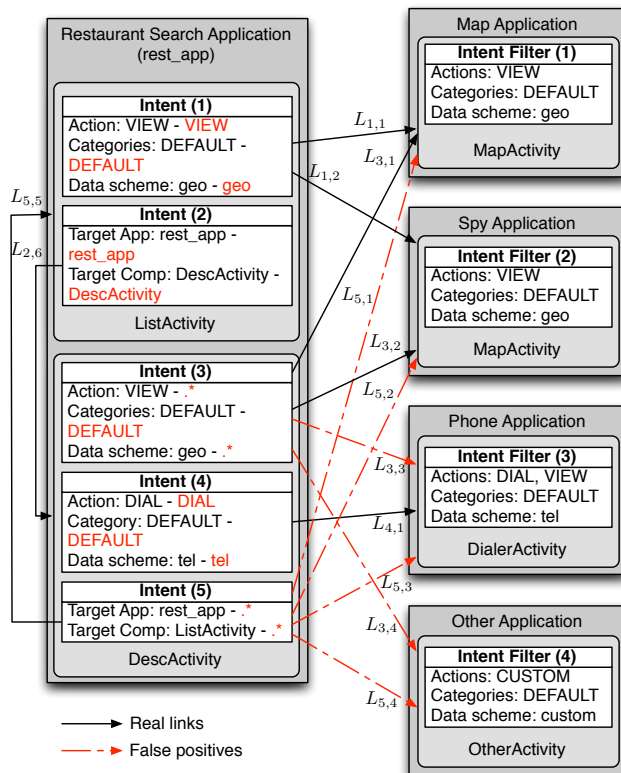 Restaurant Search Application
(rest_app)
Intent (1)
Action: VIEW - VIEW
Categories: DEFAULT -
DEFAULT
Data scheme: geo - geo
Intent (2)
Target App: rest_app -
rest_app
Target Comp: DescActivity -
DescActivity
ListActivity
Intent (3)
Action: VIEW - .*
Categories: DEFAULT -
DEFAULT
Data scheme: geo - .*
Intent (4)
Action: DIAL - DIAL
Category: DEFAULT -
DEFAULT
Data scheme: tel - tel
Intent (5)
Target App: rest_app - .*
Target Comp: ListActivity - .*
DescActivity
L5,5
L2,6
L1,1
L3,1
L1,2
L5,1
L3,2
L5,2
L3,3
L4,1
L5,3
L3,4
L5,4
Map Application
Intent Filter (1)
Actions: VIEW
Categories: DEFAULT
Data scheme: geo
MapActivity
Spy Application
Intent Filter (2)
Actions: VIEW
Categories: DEFAULT
Data scheme: geo
MapActivity
Phone Application
Intent Filter (3)
Actions: DIAL, VIEW
Categories: DEFAULT
Data scheme: tel
DialerActivity
Other Application
Intent Filter (4)
Actions: CUSTOM
Categories: DEFAULT
Data scheme: custom
OtherActivity
Real links
False positives